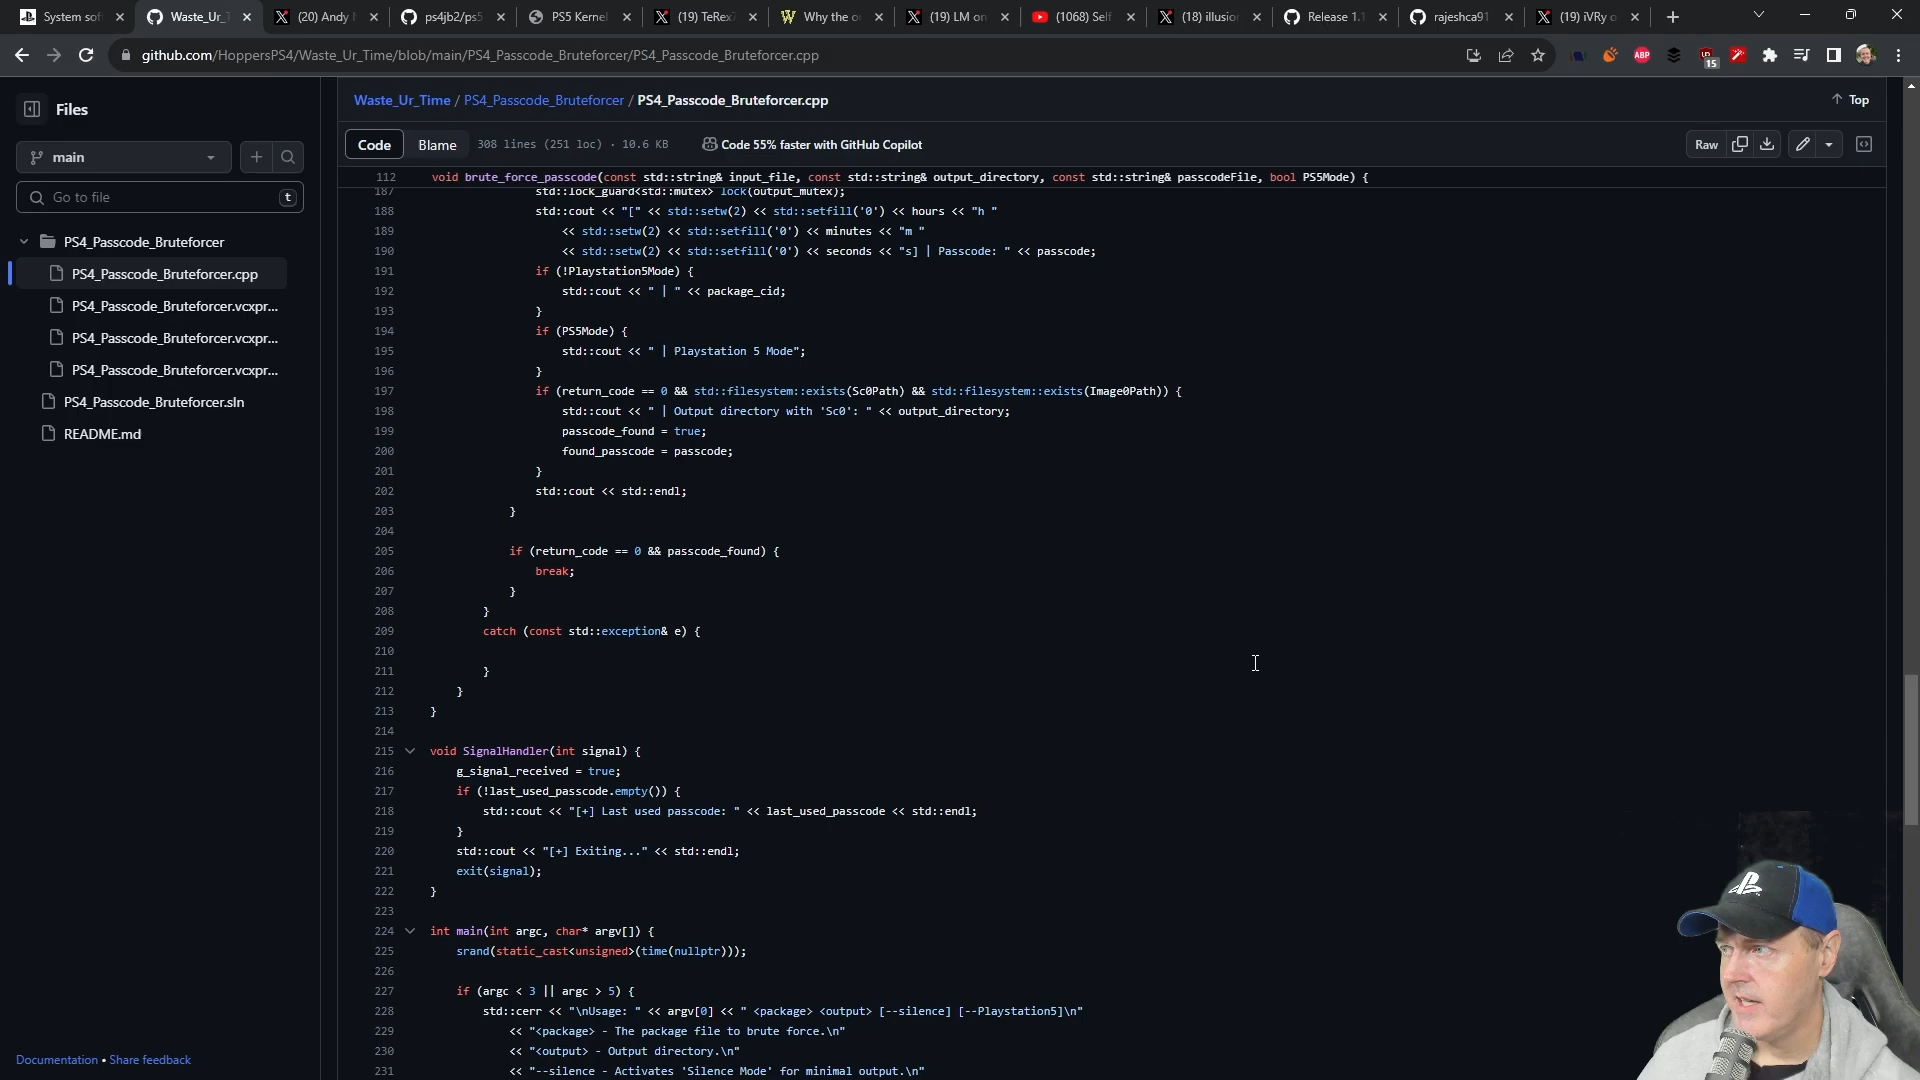 System sof
Waste_Ur_T
(20) Andy
ps4jb2/ps5
PS5 Kernel
(19) TeRex
Why the o
(19) LM on
(1068) Self
(18) illusio
Release 1.1
rajeshca91
(19) iVRy o
github.com/HoppersPS4/Waste_Ur_Time/blob/main/PS4_Passcode_Bruteforcer/PS4_Passcode_Bruteforcer.cpp
ABP
15
Files
main
Go to file
t
PS4_Passcode_Bruteforcer
PS4_Passcode_Bruteforcer.cpp
PS4_Passcode_Bruteforcer.vcxpr...
PS4_Passcode_Bruteforcer.vcxpr...
PS4_Passcode_Bruteforcer.vcxpr...
PS4_Passcode_Bruteforcer.sln
README.md
Documentation • Share feedback
Waste_Ur_Time / PS4_Passcode_Bruteforcer / PS4_Passcode_Bruteforcer.cpp
Top
Code Blame 308 lines (251 loc) · 10.6 KB Code 55% faster with GitHub Copilot
Raw
112 void brute_force_passcode(const std::string& input_file, const std::string& output_directory, const std::string& passcodeFile, bool PS5Mode) {
187 std::lock_guard<std::mutex> lock(output_mutex);
188 std::cout << "[" << std::setw(2) << std::setfill('0') << hours << "h "
189 << std::setw(2) << std::setfill('0') << minutes << "m "
190 << std::setw(2) << std::setfill('0') << seconds << "s] | Passcode: " << passcode;
191 if (!Playstation5Mode) {
192 std::cout << " | " << package_cid;
193 }
194 if (PS5Mode) {
195 std::cout << " | Playstation 5 Mode";
196 }
197 if (return_code == 0 && std::filesystem::exists(Sc0Path) && std::filesystem::exists(Image0Path)) {
198 std::cout << " | Output directory with 'Sc0': " << output_directory;
199 passcode_found = true;
200 found_passcode = passcode;
201 }
202 std::cout << std::endl;
203 }
204
205 if (return_code == 0 && passcode_found) {
206 break;
207 }
208 }
209 catch (const std::exception& e) {
210
211 }
212 }
213 }
214
215 void SignalHandler(int signal) {
216 g_signal_received = true;
217 if (!last_used_passcode.empty()) {
218 std::cout << "[+] Last used passcode: " << last_used_passcode << std::endl;
219 }
220 std::cout << "[+] Exiting..." << std::endl;
221 exit(signal);
222 }
223
224 int main(int argc, char* argv[]) {
225 srand(static_cast<unsigned>(time(nullptr)));
226
227 if (argc < 3 || argc > 5) {
228 std::cerr << "\nUsage: " << argv[0] << " <package> <output> [--silence] [--Playstation5]\n"
229 << "<package> - The package file to brute force.\n"
230 << "<output> - Output directory.\n"
231 << "--silence - Activates 'Silence Mode' for minimal output.\n"